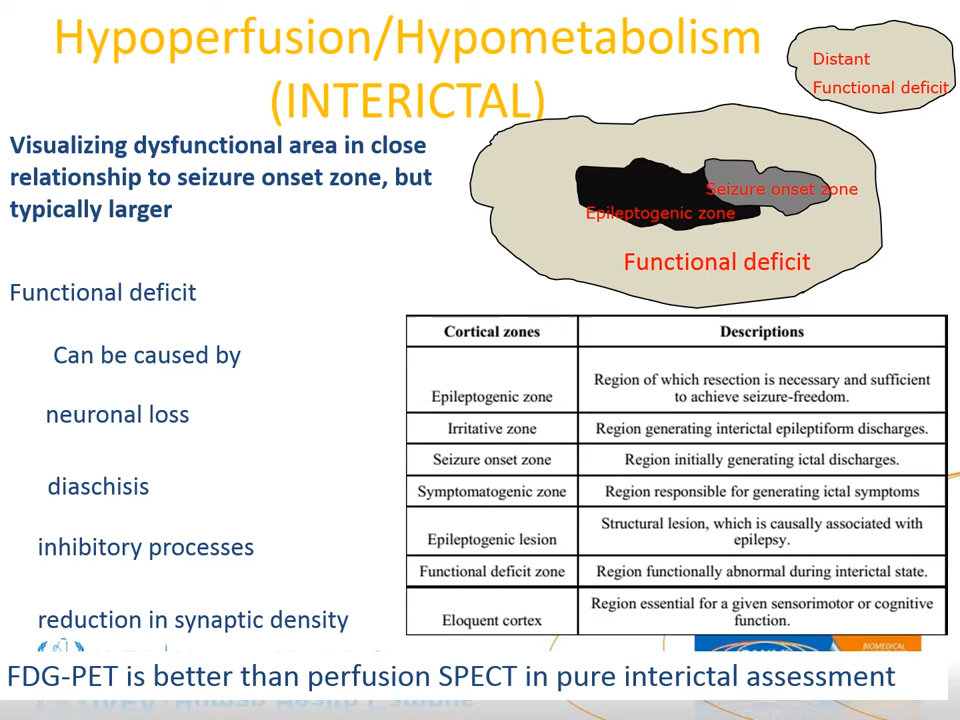 Hypoperfusion/Hypometabolism
(INTERICTAL)
Distant
Functional deficit
Visualizing dysfunctional area in close
relationship to seizure onset zone, but
typically larger
Seizure onset zone
Epileptogenic zone
Functional deficit
Functional deficit
Can be caused by
neuronal loss
diaschisis
inhibitory processes
reduction in synaptic density
Cortical zones Descriptions
Epileptogenic zone Region of which resection is necessary and sufficient
to achieve seizure-freedom.
Irritative zone Region generating interictal epileptiform discharges.
Seizure onset zone Region initially generating ictal discharges.
Symptomatogenic zone Region responsible for generating ictal symptoms
Epileptogenic lesion Structural lesion, which is causally associated with
epilepsy.
Functional deficit zone Region functionally abnormal during interictal state.
Eloquent cortex Region essential for a given sensorimotor or cognitive
function.
BIOMEDICAL
FDG-PET is better than perfusion SPECT in pure interictal assessment